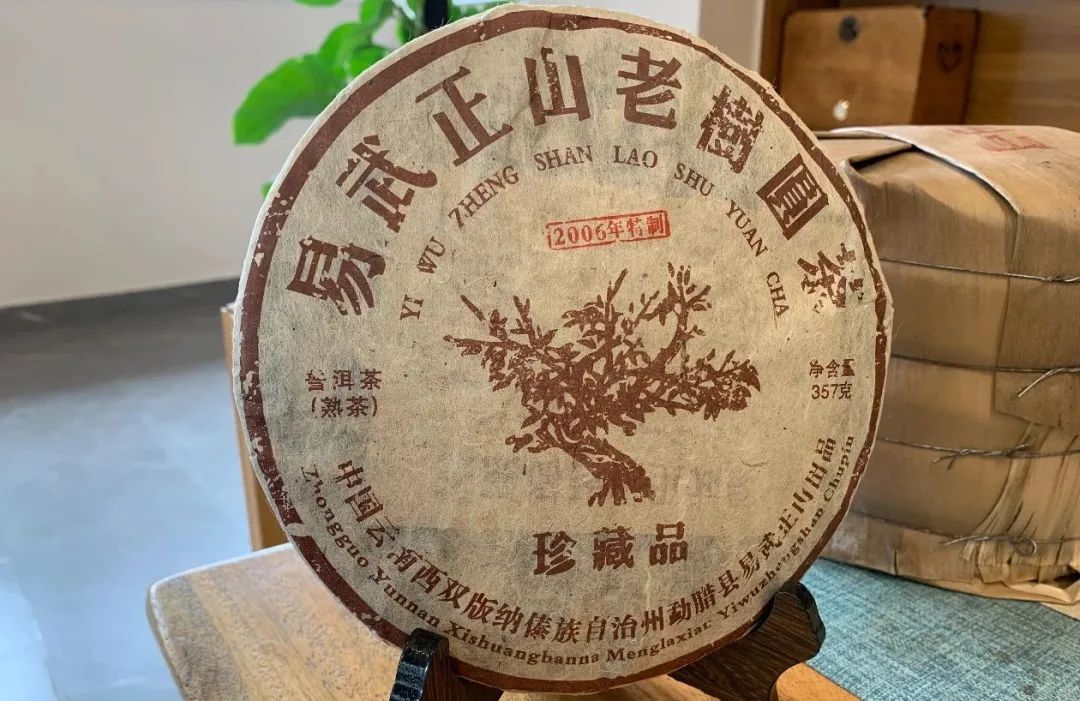 易武正山老樹圓茶
YI WU ZHENG SHAN LAO SHU YUAN CHA
2006年特制
普洱茶
(熟茶)
净含量
357克
珍藏品
中国云南西双版纳傣族自治州勐腊县易武正山出品
Zhongguo Yunnan Xishuangbanna Menglaxian Yiwuzhengshan Chupin